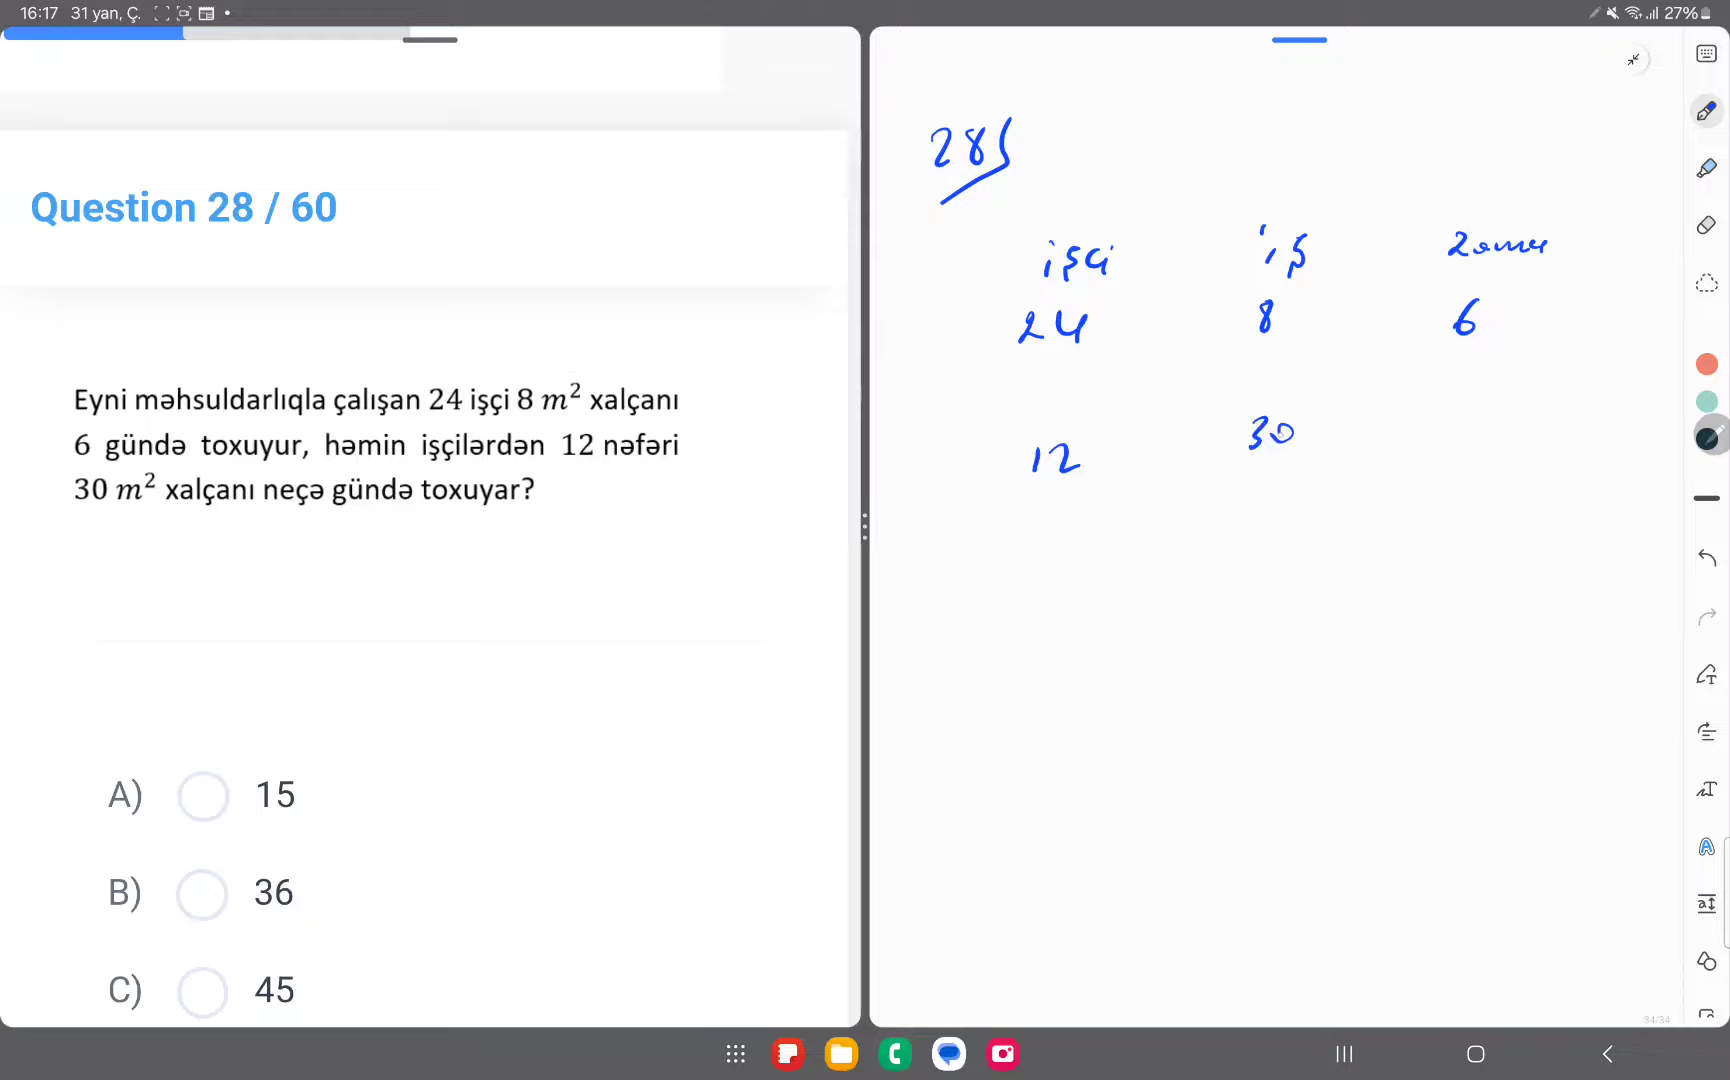 16:17 31 yan, Ç.
27%
Question 28 / 60
Eyni məhsuldarlıqla çalışan 24 işçi 8 m² xalçanı
6 gündə toxuyur, həmin işçilərdən 12 nəfəri
30 m² xalçanı neçə gündə toxuyar?
A) 15
B) 36
C) 45
28
işçi iş zaman
24 8 6
12 30
34/34